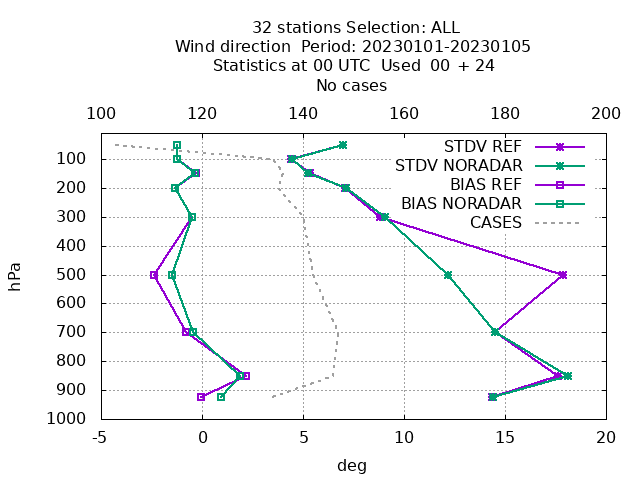 32 stations Selection: ALL
Wind direction  Period: 20230101-20230105
Statistics at 00 UTC  Used  00 + 24
No cases
100 120 140 160 180 200
STDV REF
STDV NORADAR
BIAS REF
BIAS NORADAR
CASES
hPa
100
200
300
400
500
600
700
800
900
1000
-5 0 5 10 15 20
deg